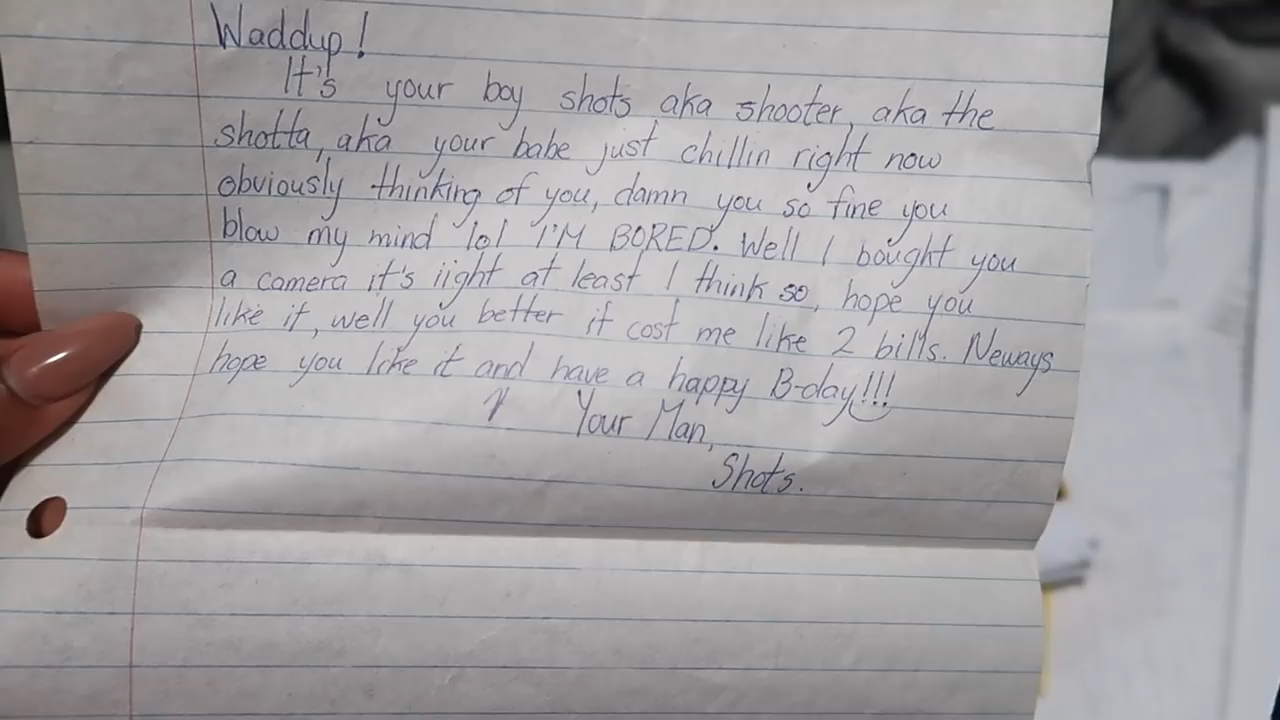 Waddup!
It's your boy shots aka shooter, aka the
shotta, aka your babe just chillin right now
obviously thinking of you, damn you so fine you
blow my mind lol I'M BORED. Well I bought you
a camera it's iight at least I think so, hope you
like it, well you better it cost me like 2 bills. Neways
hope you like it and have a happy B-day!!!
Your Man,
Shots.